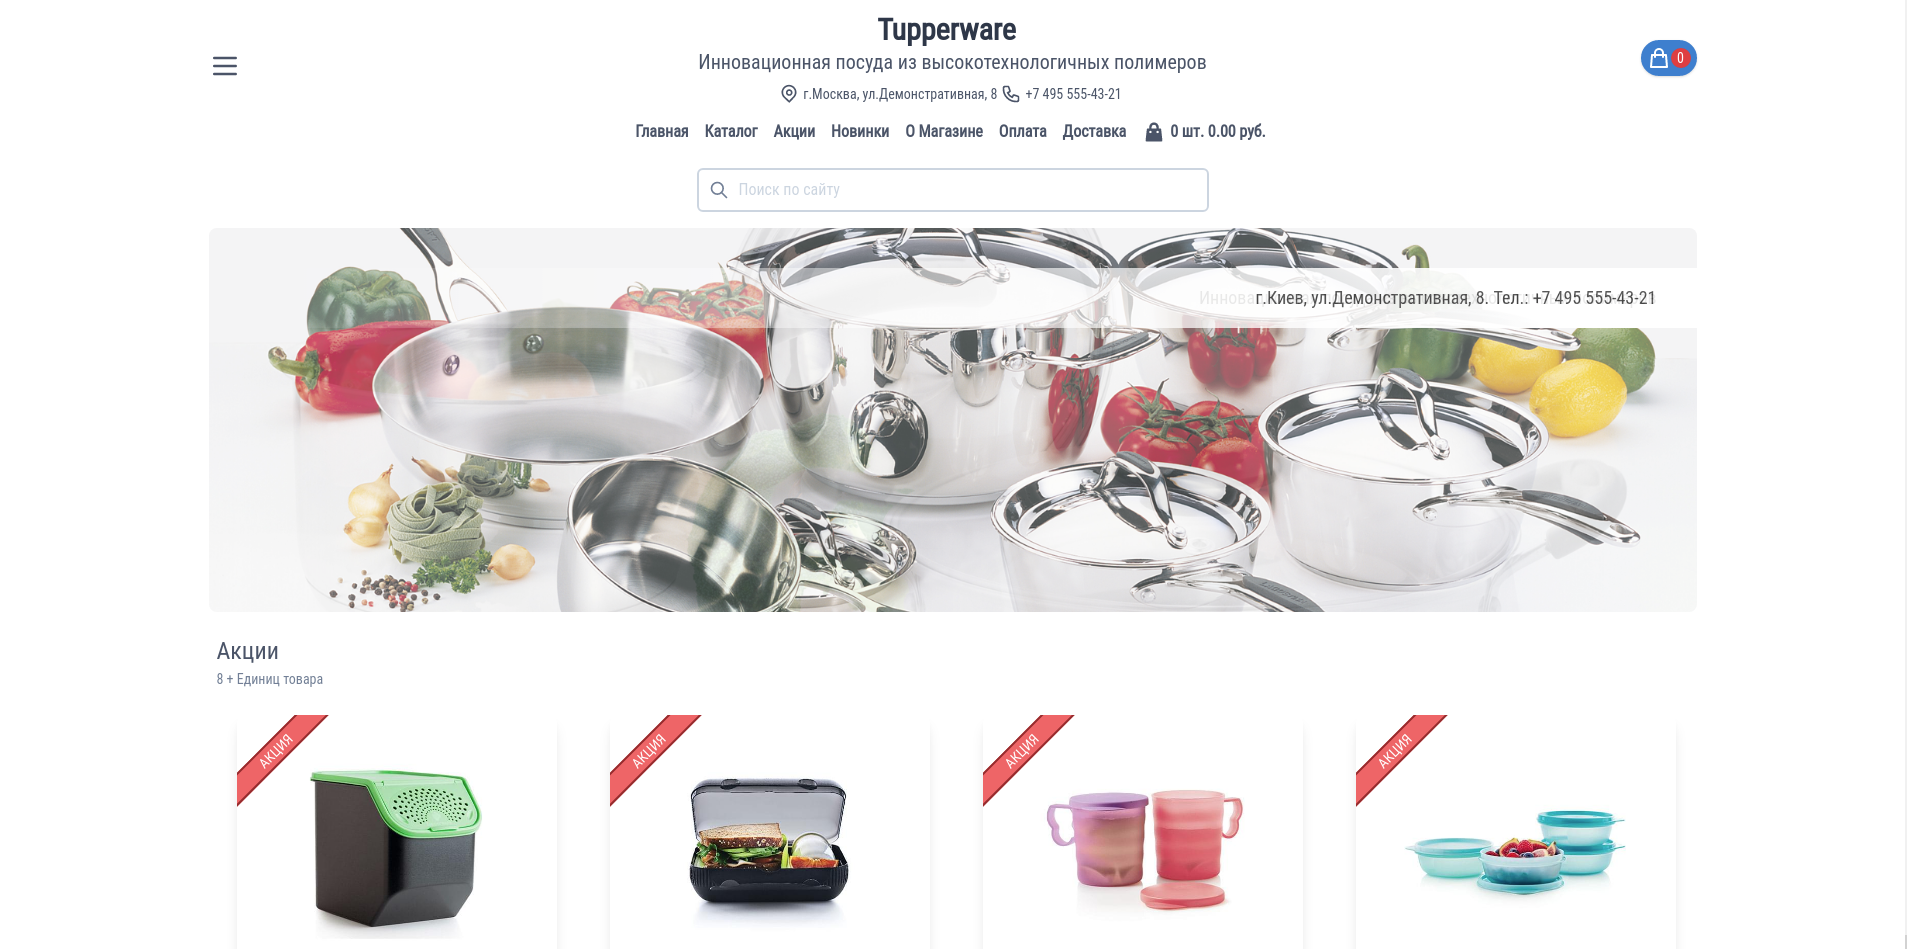 Tupperware
Инновационная посуда из высокотехнологичных полимеров
г.Москва, ул.Демонстративная, 8 +7 495 555-43-21
0
Главная Каталог Акции Новинки О Магазине Оплата Доставка 0 шт. 0.00 руб.
Поиск по сайту
г.Киев, ул.Демонстративная, 8. Тел.: +7 495 555-43-21
Акции
8 + Единиц товара
АКЦИЯ
АКЦИЯ
АКЦИЯ
АКЦИЯ